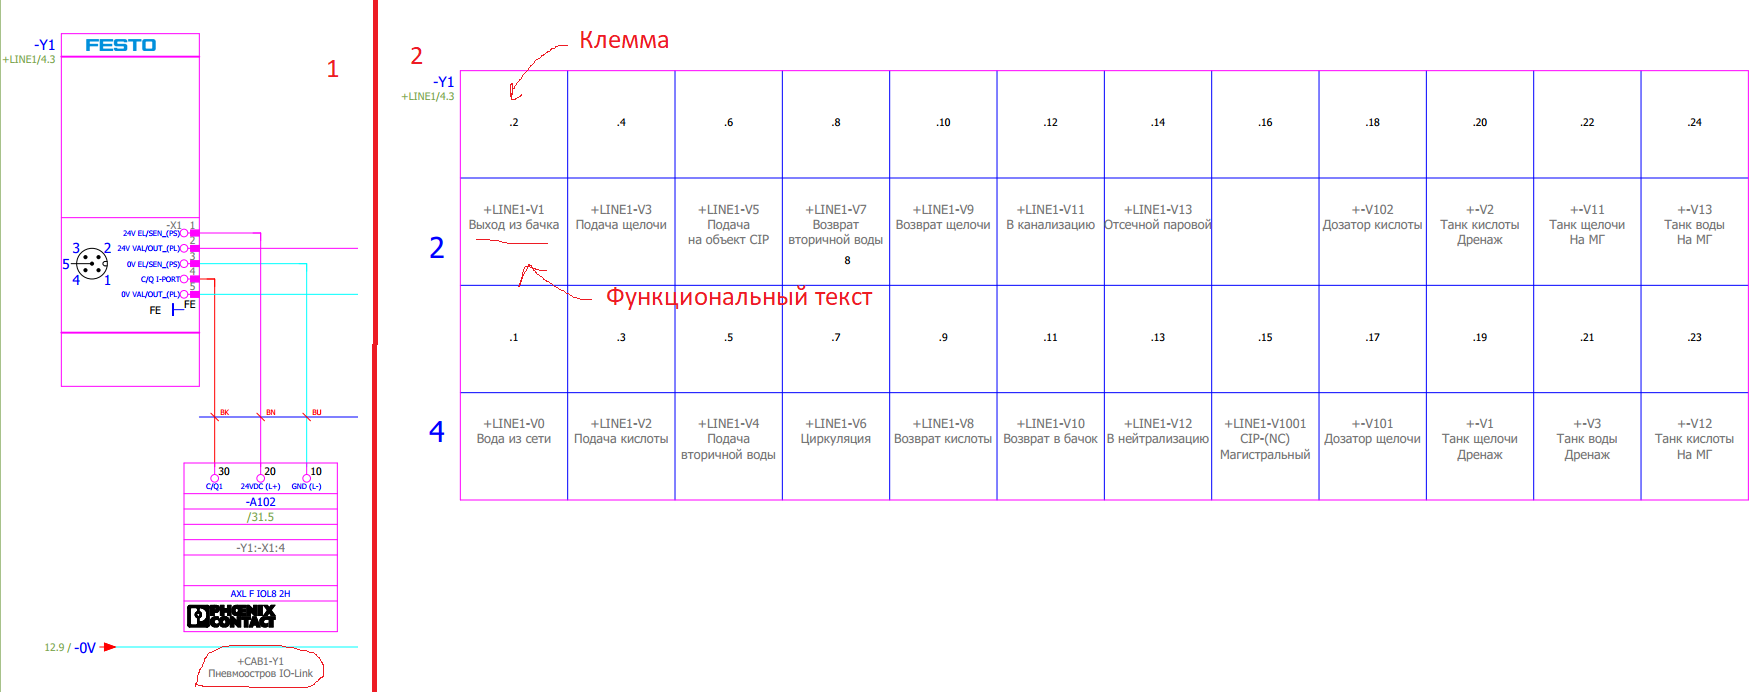 -Y1
FESTO
+LINE1/4.3
1
-X1
24V EL/SEN_(PS)
1
24V VAL/OUT_(PL)
2
0V EL/SEN_(PS)
3
C/Q I-PORT
4
0V VAL/OUT_(PL)
5
FE
FE
3 2
5
4 1
BK BN BU
30 20 10
C/Q1 24VDC (L+) GND (L-)
-A102
/31.5
-Y1:-X1:4
AXL F IOL8 2H
PHOENIX
CONTACT
12.9 / -0V
+CAB1-Y1
Пневмоостров IO-Link
2
Клемма
-Y1
+LINE1/4.3
.2 .4 .6 .8 .10 .12 .14 .16 .18 .20 .22 .24
2
+LINE1-V1 +LINE1-V3 +LINE1-V5 +LINE1-V7 +LINE1-V9 +LINE1-V11 +LINE1-V13 +-V102 +-V2 +-V11 +-V13
Выход из бачка Подача щелочи Подача Возврат Возврат щелочи В канализацию Отсечной паровой Дозатор кислоты Танк кислоты Танк щелочи Танк воды
на объект CIP вторичной воды Дренаж На МГ На МГ
8
Функциональный текст
.1 .3 .5 .7 .9 .11 .13 .15 .17 .19 .21 .23
4
+LINE1-V0 +LINE1-V2 +LINE1-V4 +LINE1-V6 +LINE1-V8 +LINE1-V10 +LINE1-V12 +LINE1-V1001 +-V101 +-V1 +-V3 +-V12
Вода из сети Подача кислоты Подача Циркуляция Возврат кислоты Возврат в бачок В нейтрализацию CIP-(NC) Дозатор щелочи Танк щелочи Танк воды Танк кислоты
вторичной воды Магистральный Дренаж Дренаж На МГ